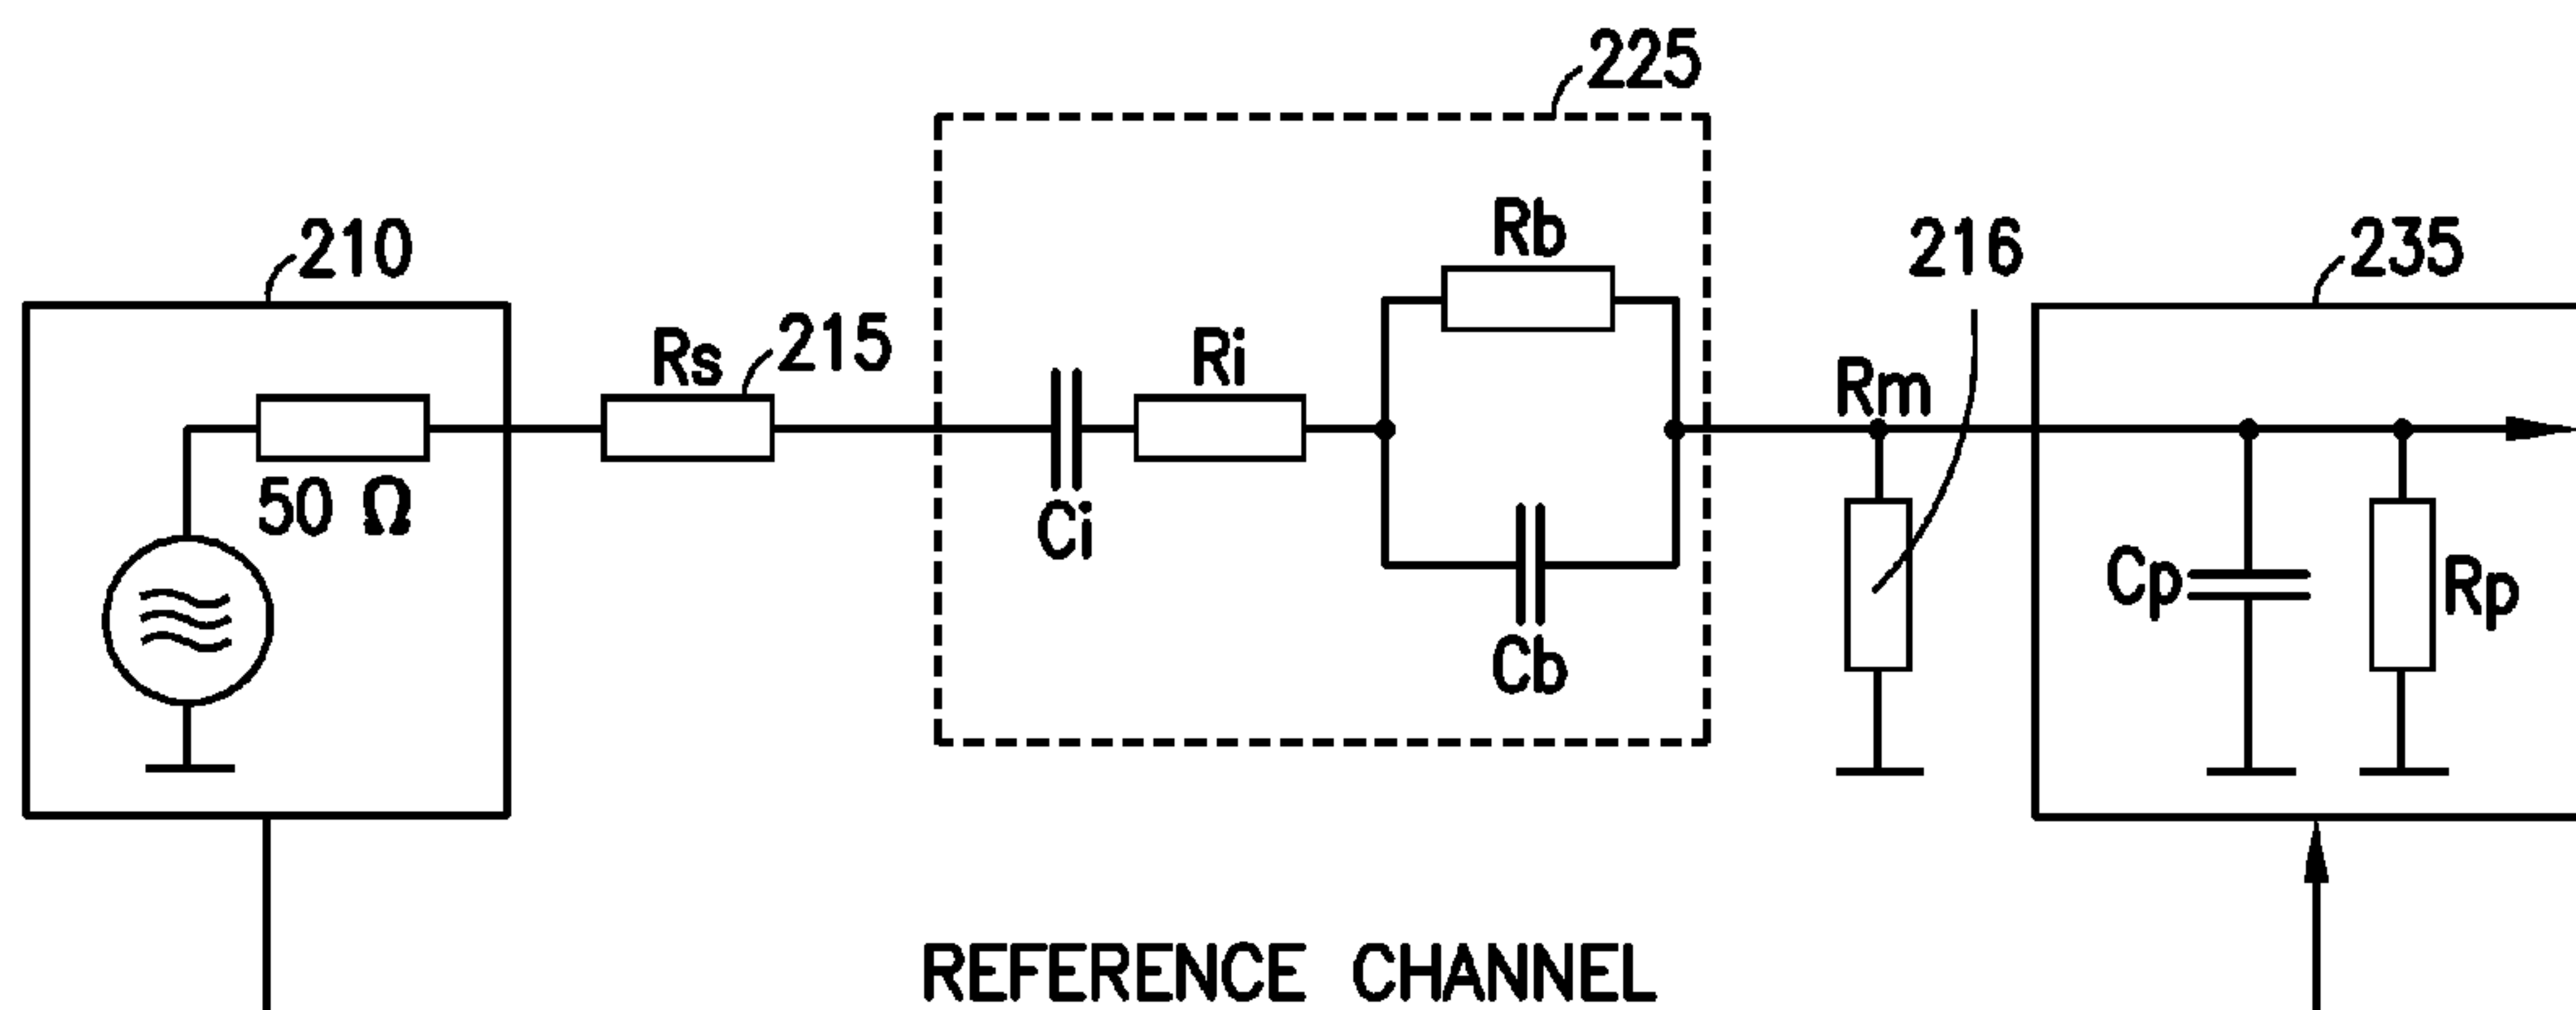 225
Rb
216
235
210
Rs
215
Ri
Rm
50 Ω
Ci
Cp
Rp
Cb
REFERENCE CHANNEL